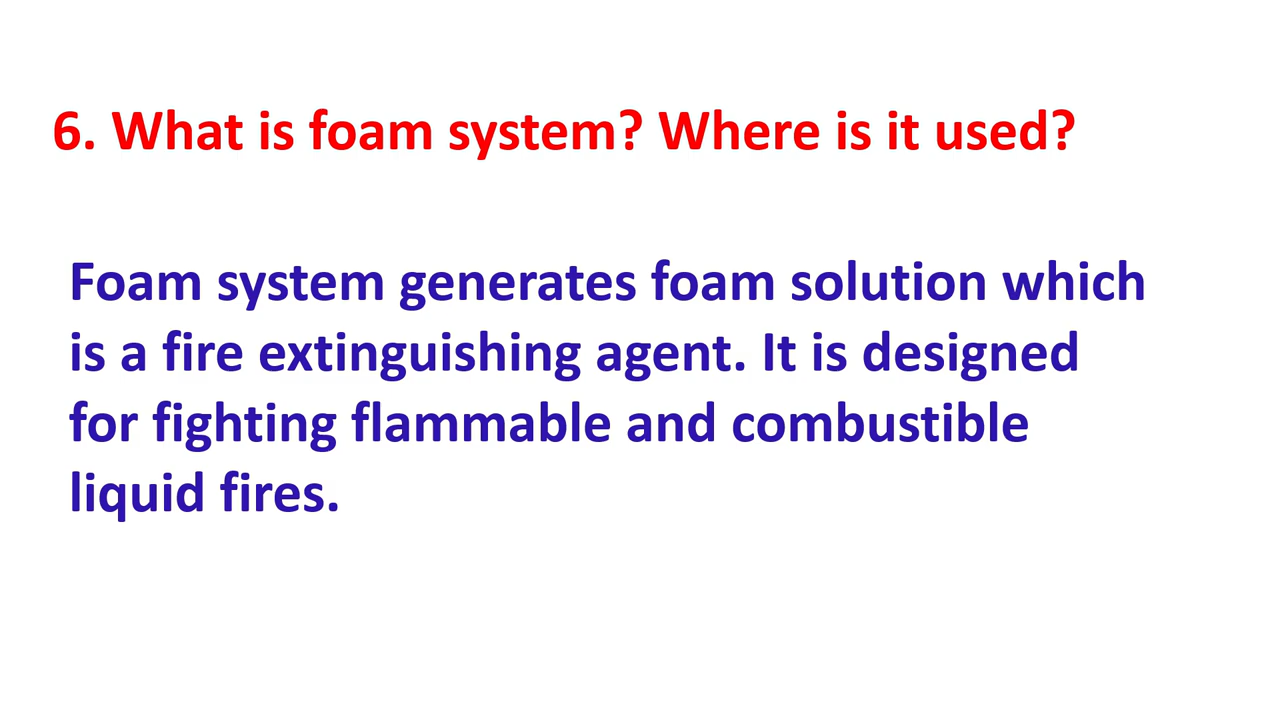 6. What is foam system? Where is it used?
Foam system generates foam solution which
is a fire extinguishing agent. It is designed
for fighting flammable and combustible
liquid fires.